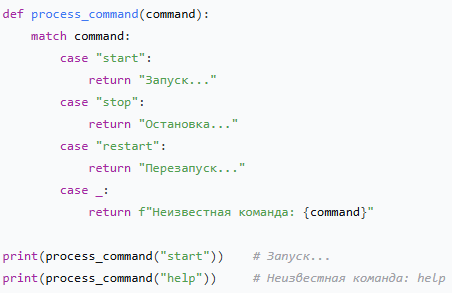 def process_command(command):
    match command:
        case "start":
            return "Запуск..."
        case "stop":
            return "Остановка..."
        case "restart":
            return "Перезапуск..."
        case _:
            return f"Неизвестная команда: {command}"

print(process_command("start"))    # Запуск...
print(process_command("help"))     # Неизвестная команда: help